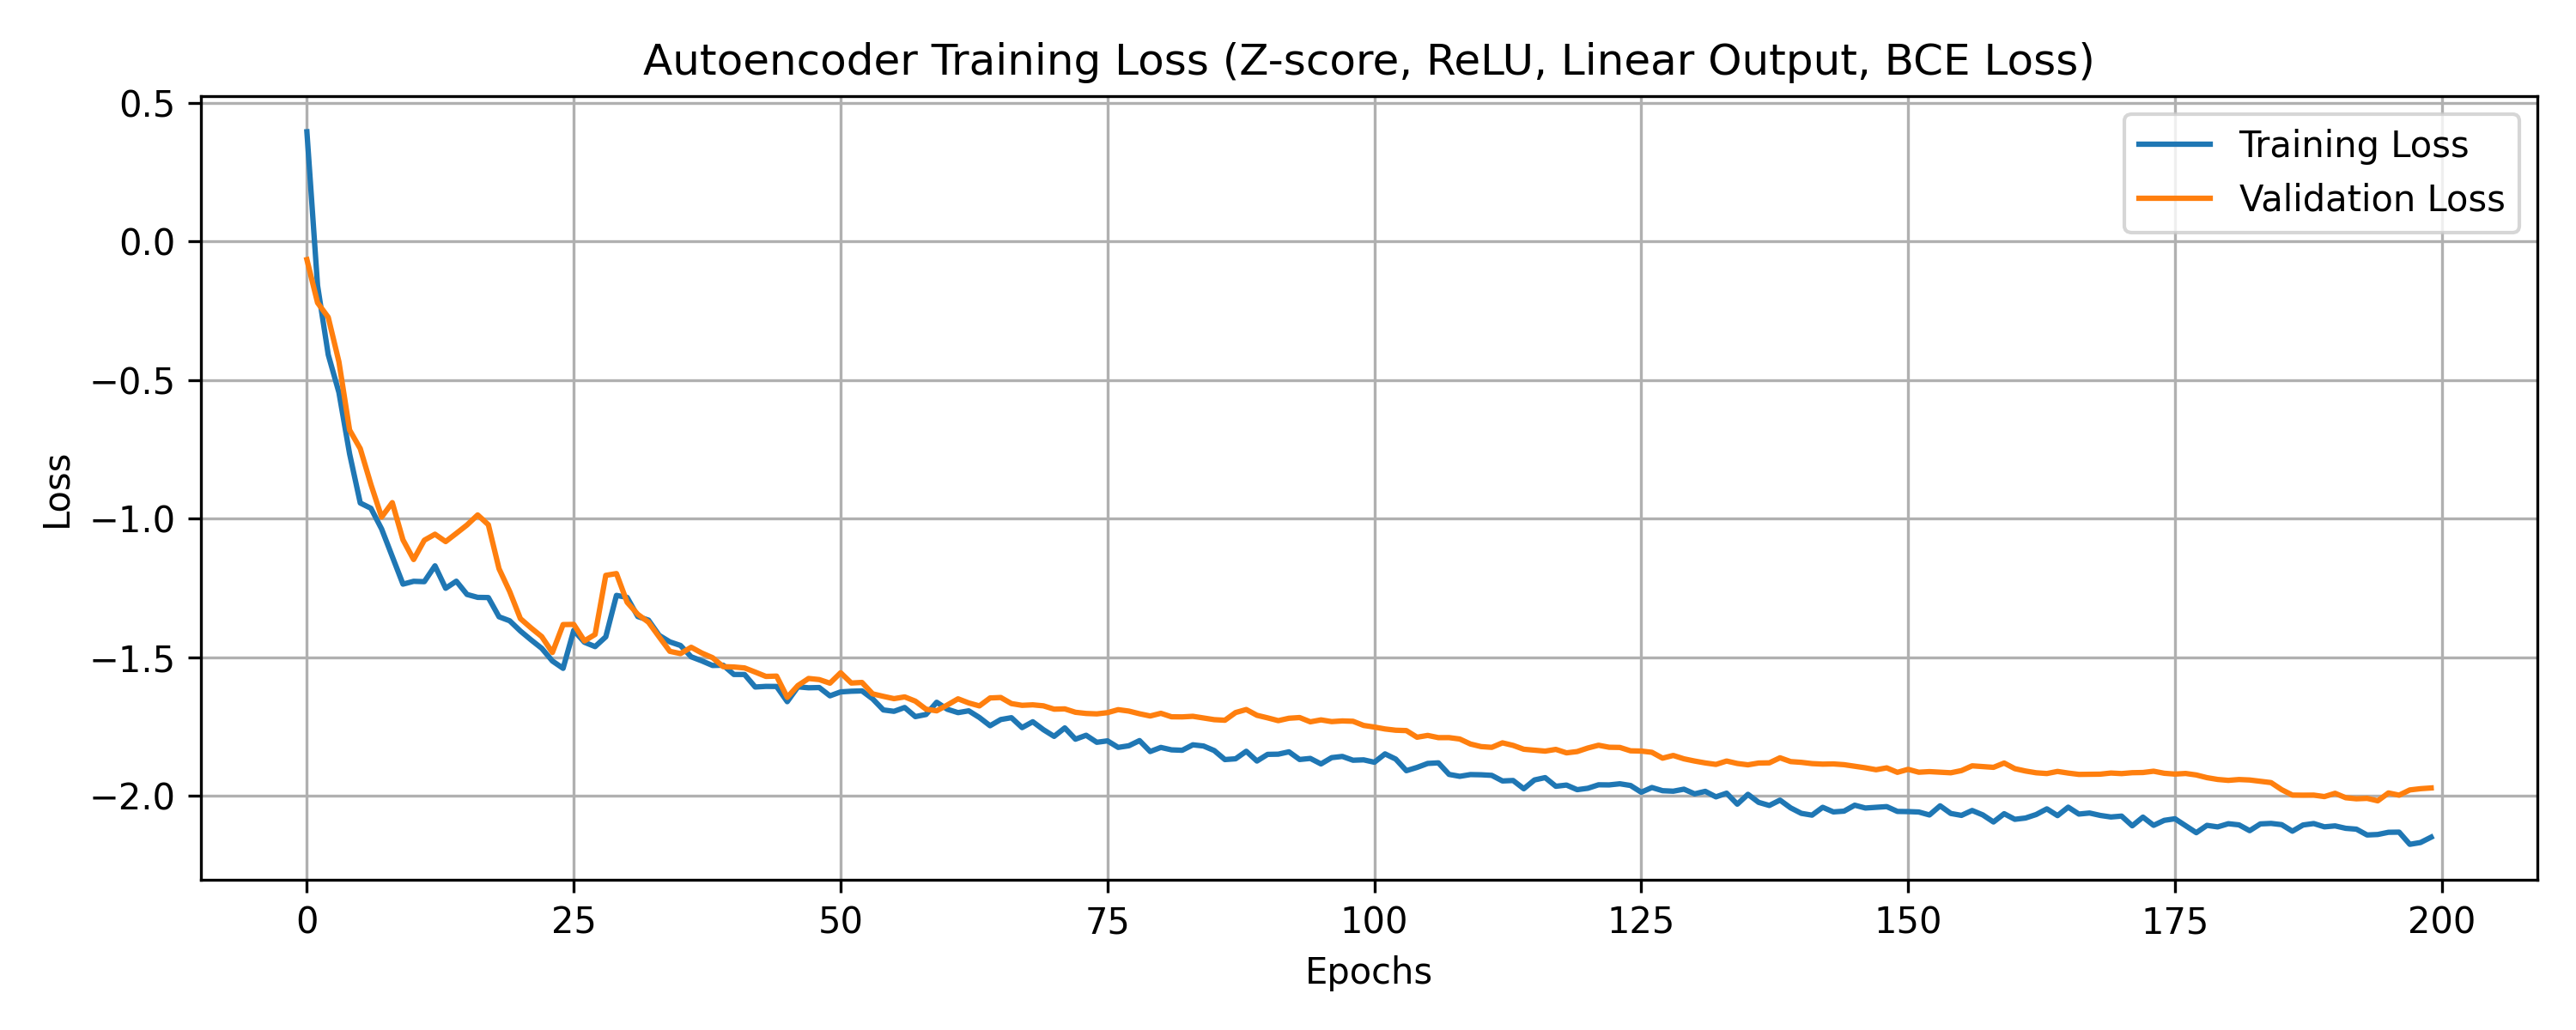 Autoencoder Training Loss (Z-score, ReLU, Linear Output, BCE Loss)
0.5
0.0
−0.5
−1.0
−1.5
−2.0
Loss
Training Loss
Validation Loss
0 25 50 75 100 125 150 175 200
Epochs